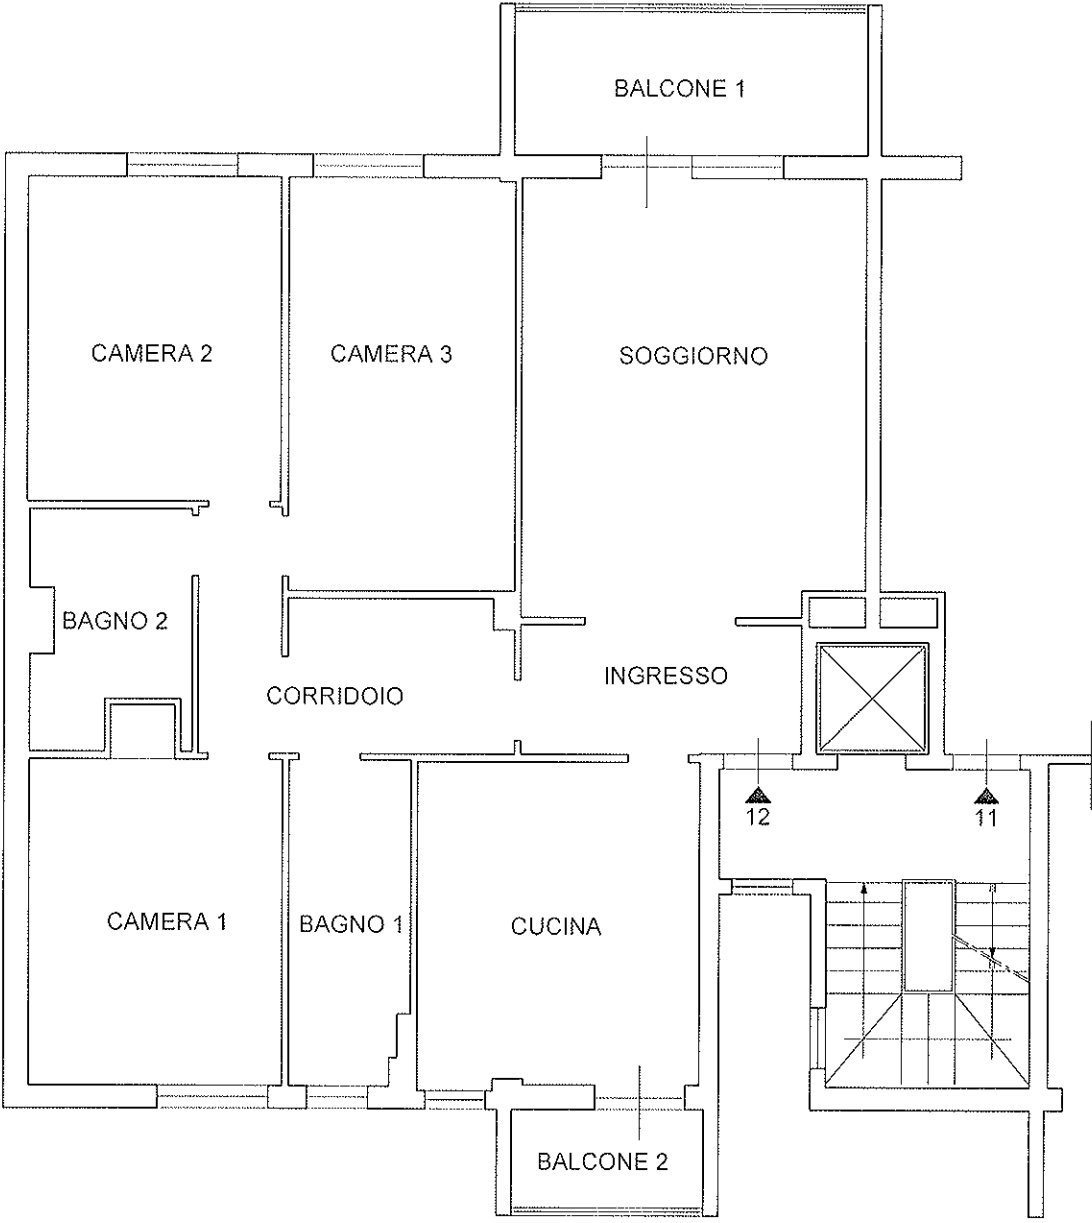 BALCONE 1
CAMERA 2
CAMERA 3
SOGGIORNO
BAGNO 2
INGRESSO
CORRIDOIO
12
11
CAMERA 1
BAGNO 1
CUCINA
BALCONE 2